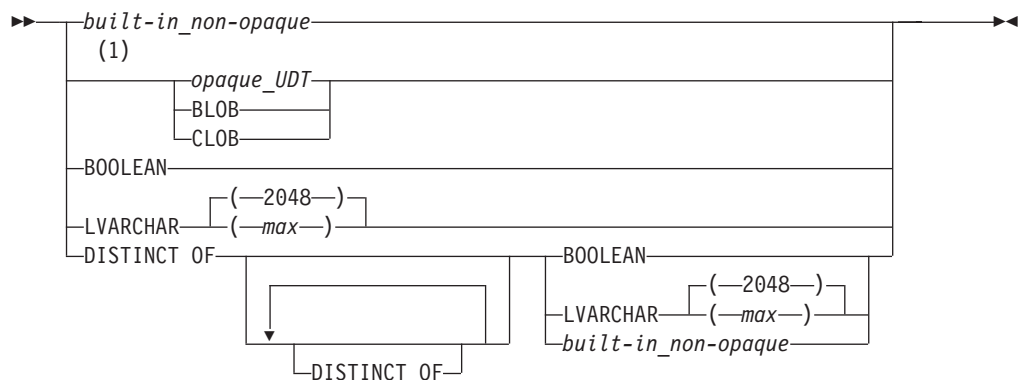 built-in_non-opaque
(1)
opaque_UDT
BLOB
CLOB
BOOLEAN
( 2048 )
LVARCHAR ( max )
DISTINCT OF BOOLEAN
( 2048 )
LVARCHAR ( max )
built-in_non-opaque
DISTINCT OF